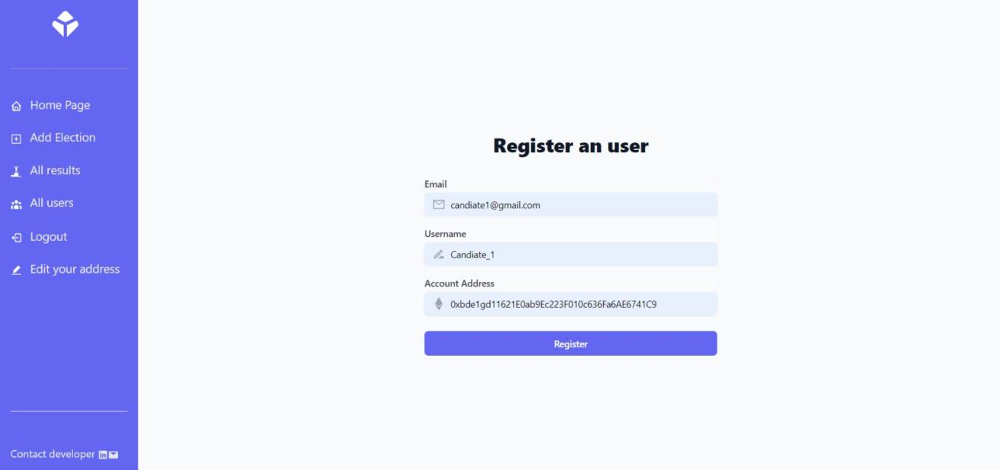 Home Page
Add Election
All results
All users
Logout
Edit your address
Contact developer
Register an user
Email
candiate1@gmail.com
Username
Candiate_1
Account Address
0xbde1gd11621E0ab9Ec223F010c636Fa6AE6741C9
Register